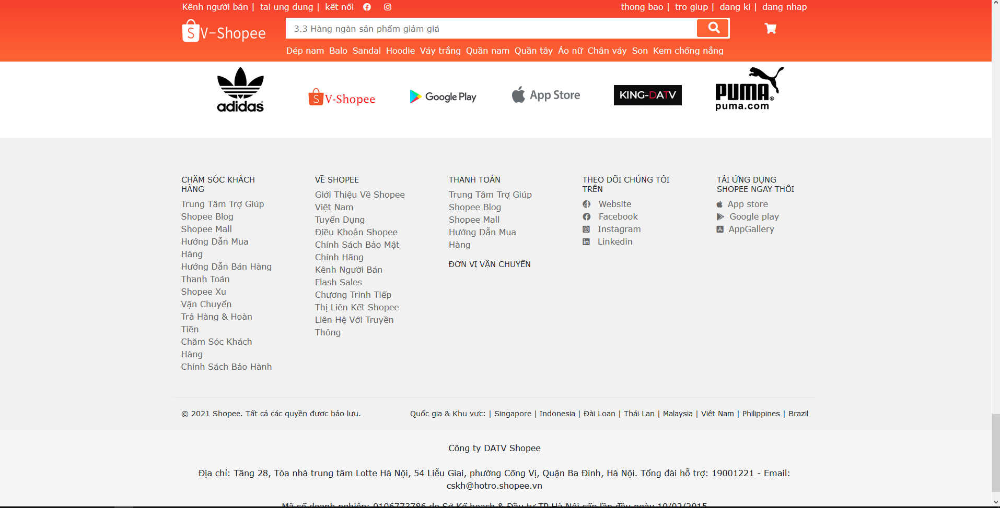 Kênh người bán | tai ung dung | kết nối
thong bao | tro giup | dang ki | dang nhap
S V-Shopee
3.3 Hàng ngàn sản phẩm giảm giá
Dép nam Balo Sandal Hoodie Váy trắng Quần nam Quần tây Áo nữ Chân váy Son Kem chống nắng
adidas
S V-Shopee
Google Play
App Store
KING-DATV
PUMA
puma.com
CHĂM SÓC KHÁCH
HÀNG
Trung Tâm Trợ Giúp
Shopee Blog
Shopee Mall
Hướng Dẫn Mua
Hàng
Hướng Dẫn Bán Hàng
Thanh Toán
Shopee Xu
Vận Chuyển
Trả Hàng & Hoàn
Tiền
Chăm Sóc Khách
Hàng
Chính Sách Bảo Hành
VỀ SHOPEE
Giới Thiệu Về Shopee
Việt Nam
Tuyển Dụng
Điều Khoản Shopee
Chính Sách Bảo Mật
Chính Hãng
Kênh Người Bán
Flash Sales
Chương Trình Tiếp
Thị Liên Kết Shopee
Liên Hệ Với Truyền
Thông
THANH TOÁN
Trung Tâm Trợ Giúp
Shopee Blog
Shopee Mall
Hướng Dẫn Mua
Hàng
ĐƠN VỊ VẬN CHUYỂN
THEO DÕI CHÚNG TÔI
TRÊN
Website
Facebook
Instagram
Linkedin
TẢI ỨNG DỤNG
SHOPEE NGAY THÔI
App store
Google play
AppGallery
© 2021 Shopee. Tất cả các quyền được bảo lưu.
Quốc gia & Khu vực: | Singapore | Indonesia | Đài Loan | Thái Lan | Malaysia | Việt Nam | Philippines | Brazil
Công ty DATV Shopee
Địa chỉ: Tầng 28, Tòa nhà trung tâm Lotte Hà Nội, 54 Liễu Giai, phường Cống Vị, Quận Ba Đình, Hà Nội. Tổng đài hỗ trợ: 19001221 - Email:
cskh@hotro.shopee.vn
Mã số doanh nghiệp: 0106773786 do Sở Kế hoạch & Đầu tư TP Hà Nội cấp lần đầu ngày 10/02/2015